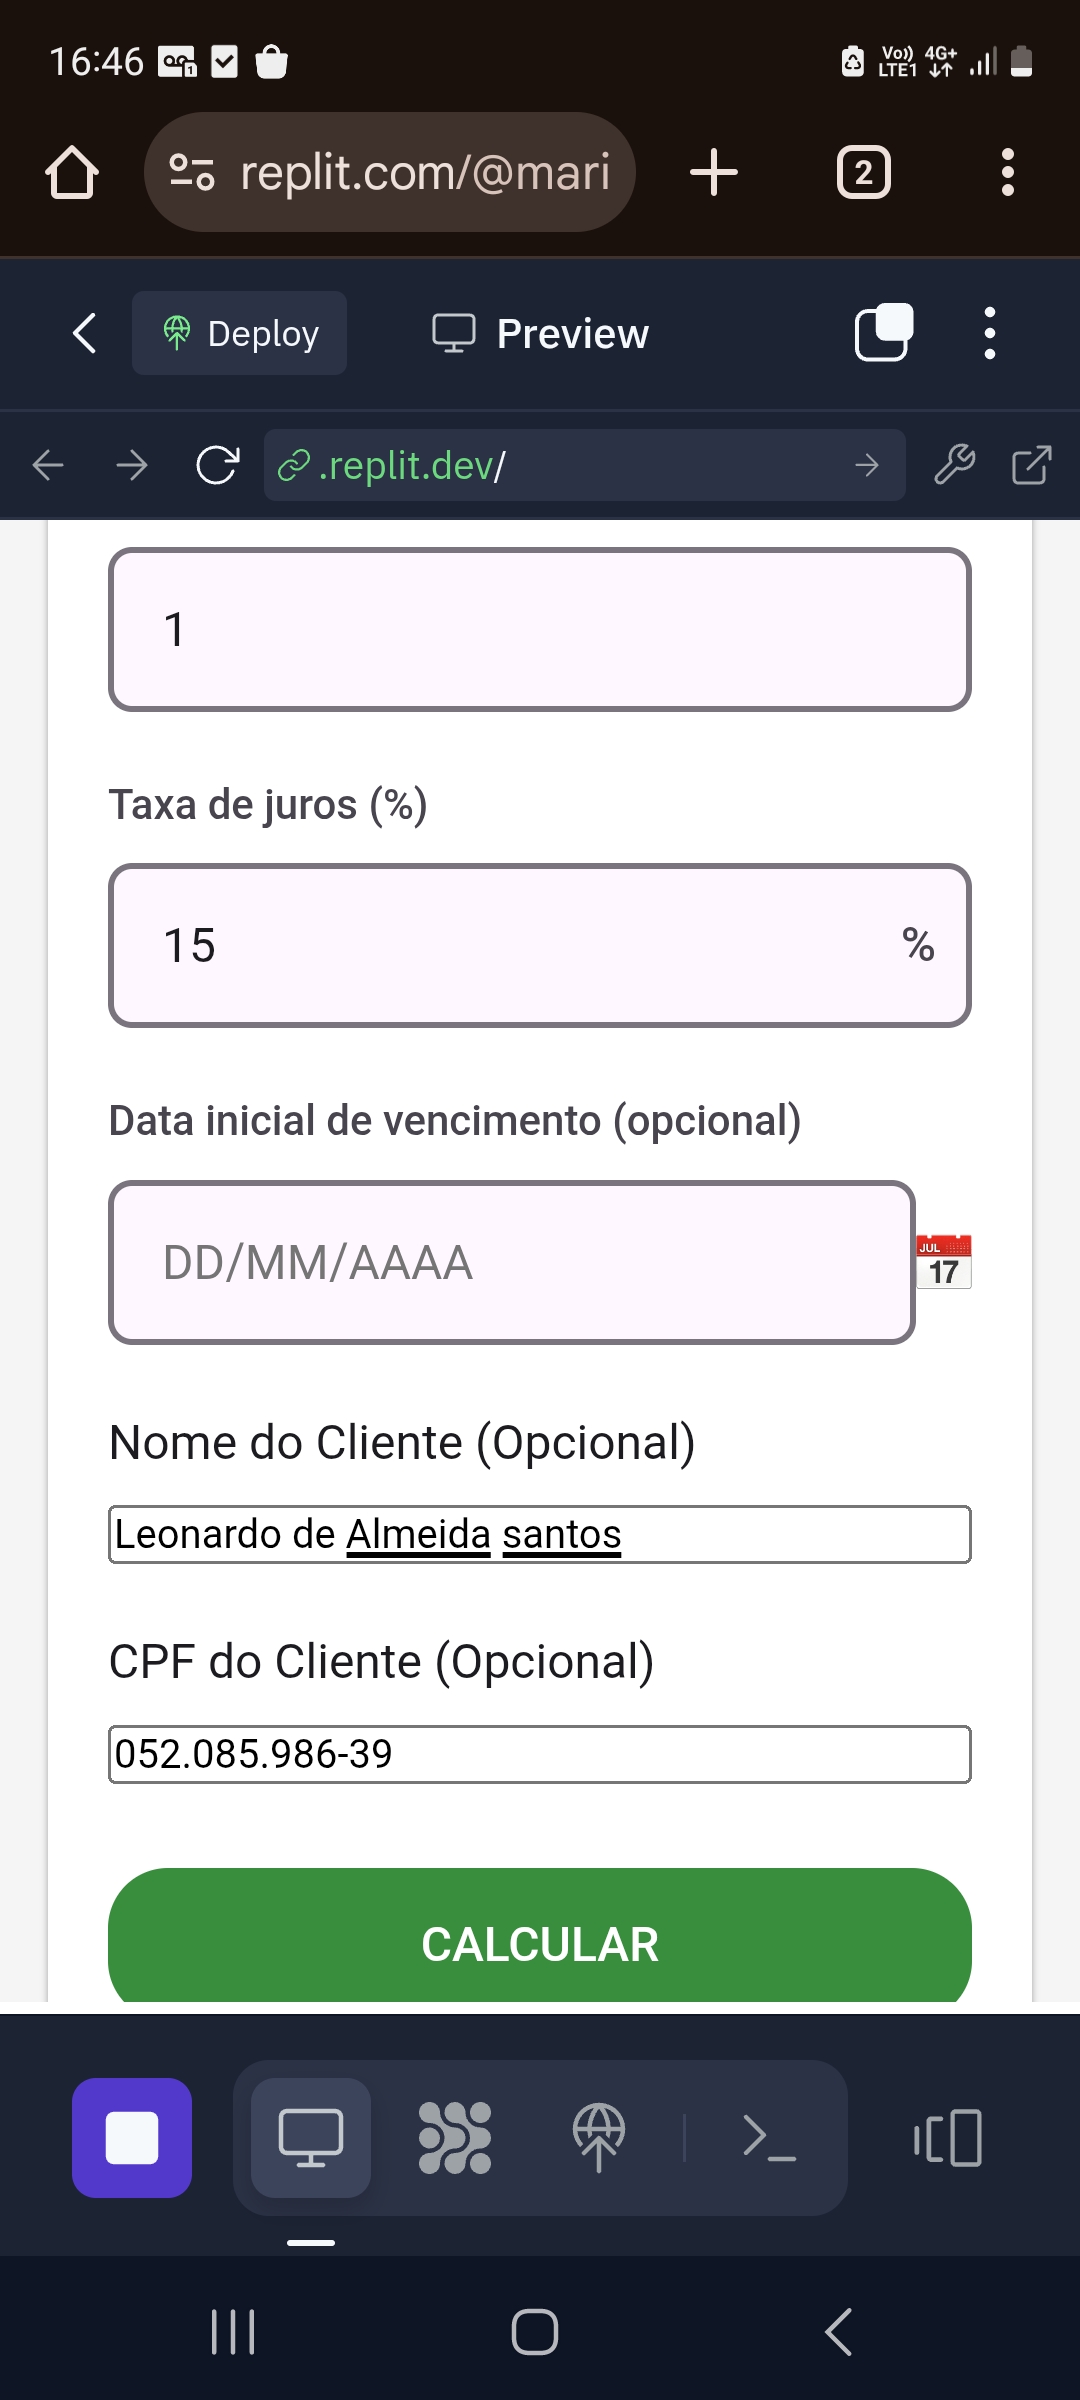 16:46
Vo))
LTE1
4G+
replit.com/@mari
2
Deploy
Preview
.replit.dev/
1
Taxa de juros (%)
15
%
Data inicial de vencimento (opcional)
DD/MM/AAAA
JUL
17
Nome do Cliente (Opcional)
Leonardo de Almeida santos
CPF do Cliente (Opcional)
052.085.986-39
CALCULAR